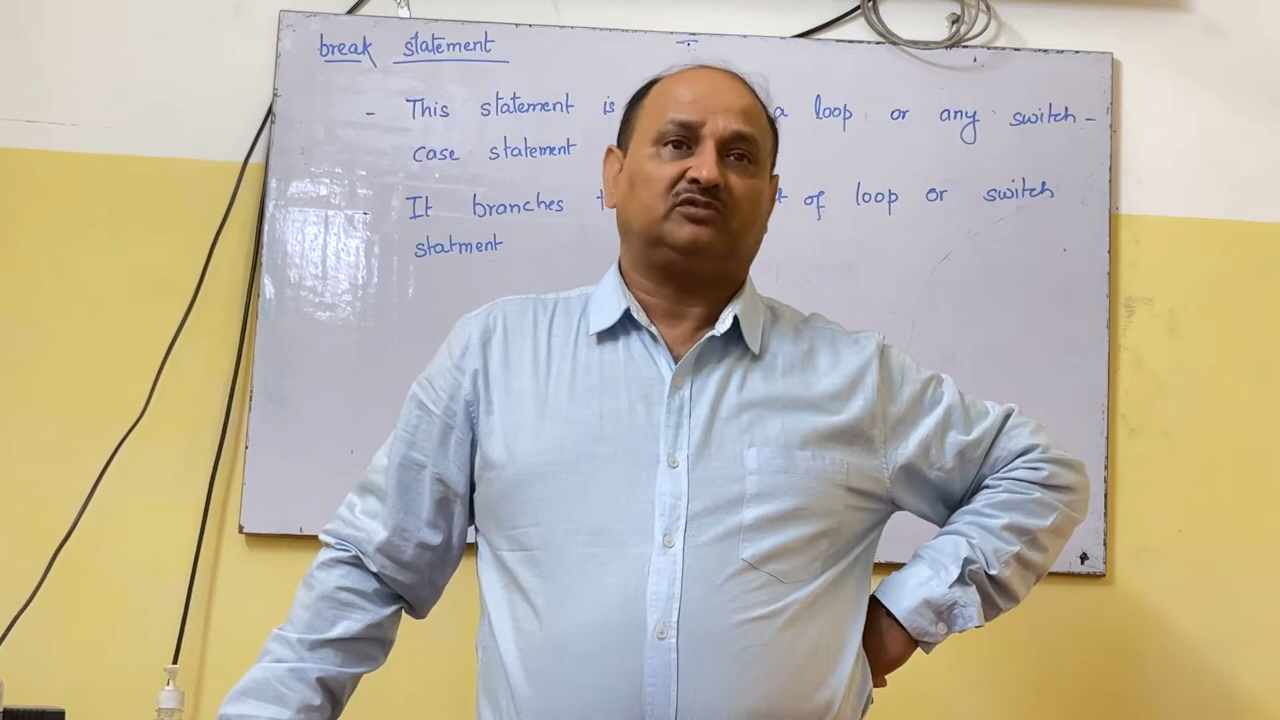 break statement
- This statement is a loop or any switch -
case statement
It branches of loop or switch
statment